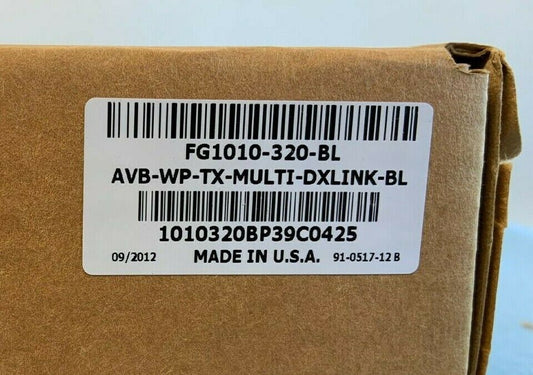 FG1010-320-BL
AVB-WP-TX-MULTI-DXLINK-BL
1010320BP39C0425
09/2012 MADE IN U.S.A. 91-0517-12 B